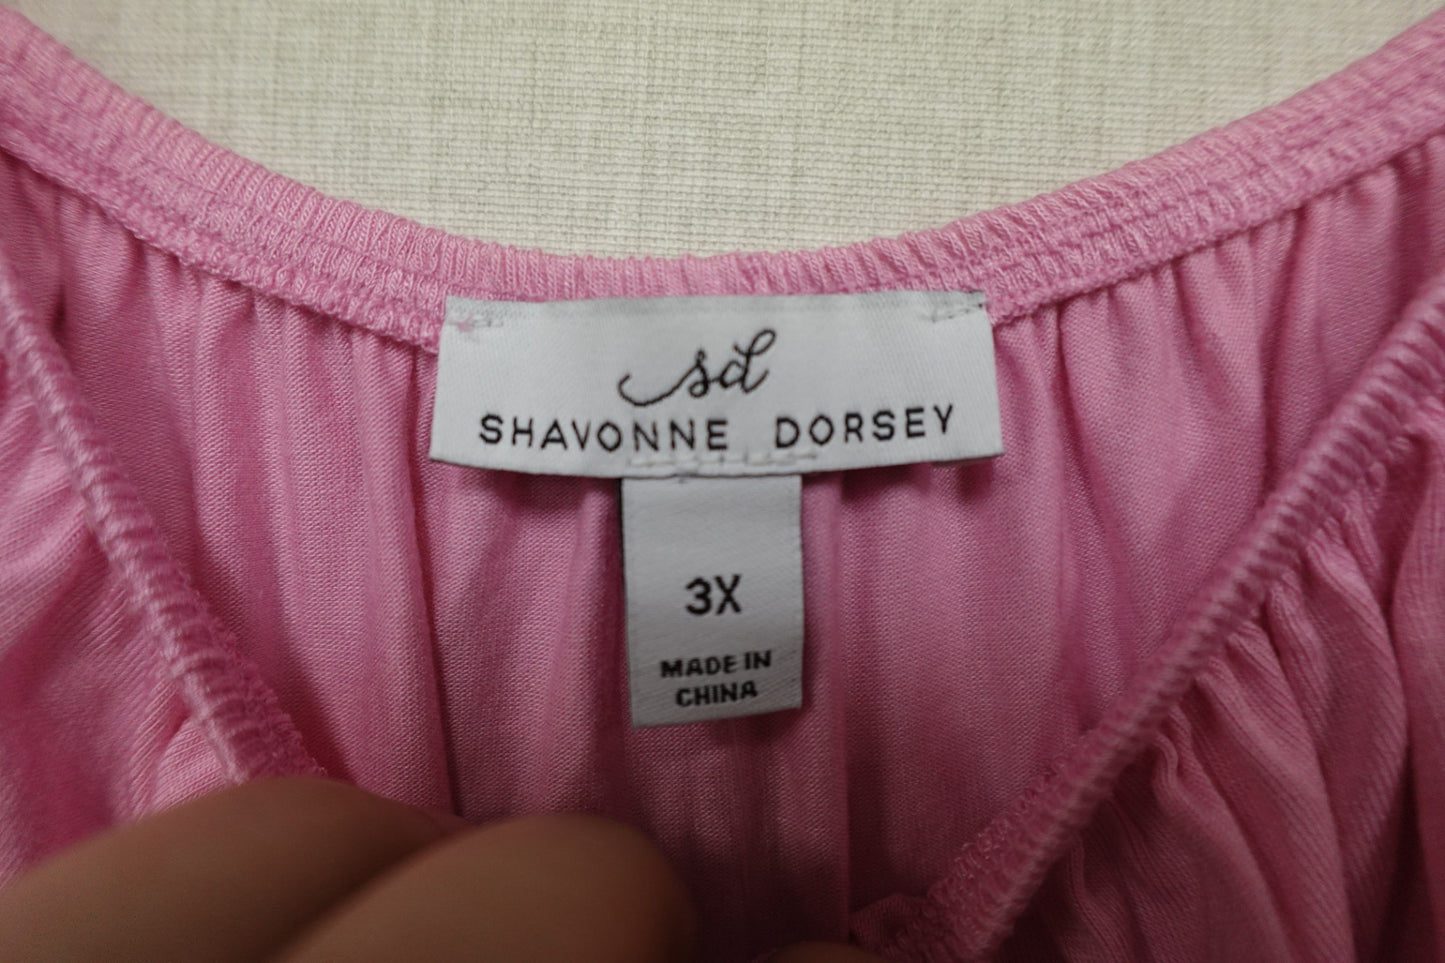 sd
SHAVONNE DORSEY
3X
MADE IN
CHINA